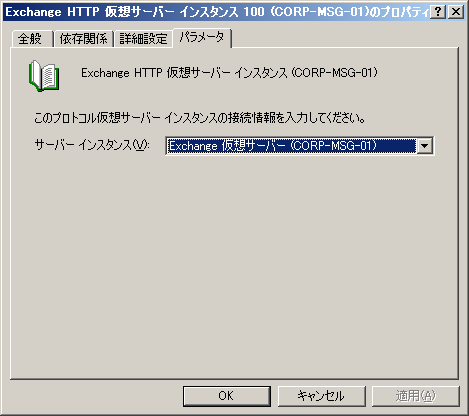 Exchange HTTP 仮想サーバー インスタンス 100 (CORP-MSG-01)のプロパティ
全般 依存関係 詳細設定 パラメータ
Exchange HTTP 仮想サーバー インスタンス (CORP-MSG-01)
このプロトコル仮想サーバー インスタンスの接続情報を入力してください。
サーバー インスタンス(V): Exchange 仮想サーバー (CORP-MSG-01)
OK キャンセル 適用(A)